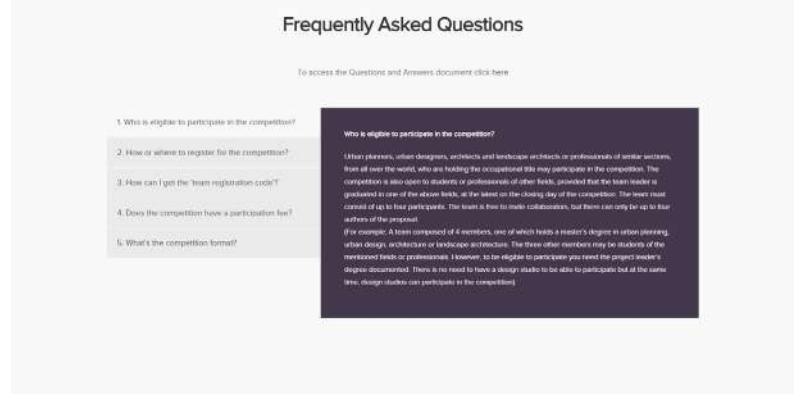 Frequently Asked Questions
To access the Questions and Answers document click here
1. Who is eligible to participate in the competition?
2. How or where to register for the competition?
3. How can I get the 'team registration code'?
4. Does the competition have a participation fee?
5. What's the competition format?
Who is eligible to participate in the competition?
Urban planners, urban designers, architects and landscape architects or professionals of similar sections,
from all over the world, who are holding the occupational title may participate in the competition. The
competition is also open to students or professionals of other fields, provided that the team leader is
graduated in one of the above fields, at the latest on the closing day of the competition. The team must
consist of up to four participants. The team is free to make collaboration, but there can only be up to four
authors of the proposal.
(For example: A team composed of 4 members, one of which holds a master's degree in urban planning,
urban design, architecture or landscape architecture. The three other members may be students of the
mentioned fields or professionals. However, to be eligible to participate you need the project leader's
degree documented. There is no need to have a design studio to be able to participate but at the same
time, design studios can participate in the competition)